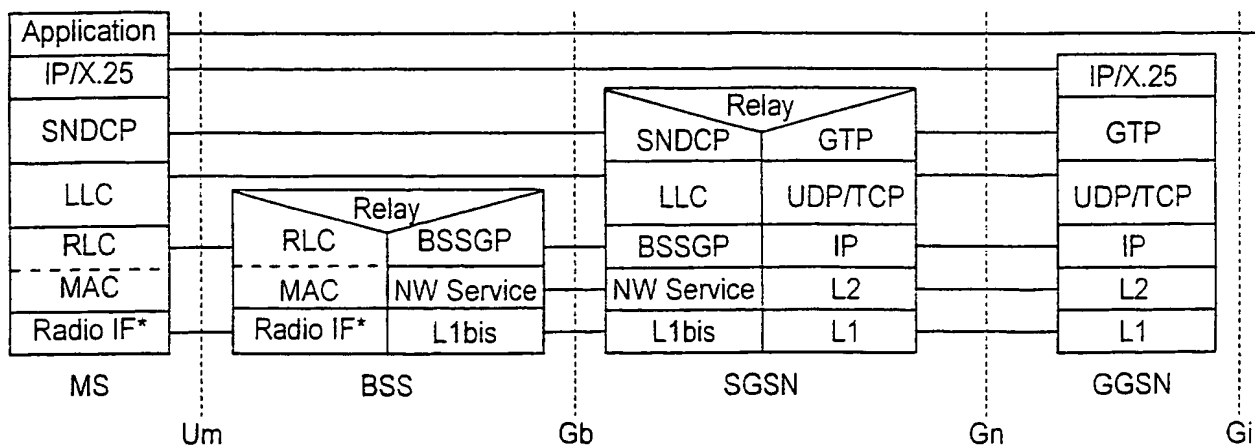 Application
IP/X.25
IP/X.25
Relay
SNDCP
SNDCP
GTP
GTP
LLC
Relay
LLC
UDP/TCP
UDP/TCP
RLC
RLC
BSSGP
BSSGP
IP
IP
MAC
MAC
NW Service
NW Service
L2
L2
Radio IF*
Radio IF*
L1bis
L1bis
L1
L1
MS
BSS
SGSN
GGSN
Um
Gb
Gn
Gi